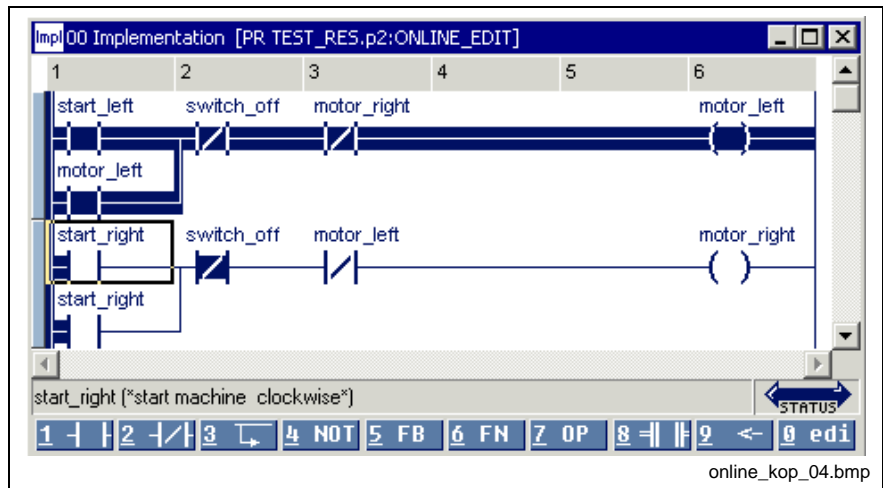 Impl 00 Implementation [PR TEST_RES.p2:ONLINE_EDIT]
1 2 3 4 5 6
start_left switch_off motor_right motor_left
motor_left
start_right switch_off motor_left motor_right
start_right
start_right (*start machine clockwise*)
STATUS
1 2 3 4 NOT 5 FB 6 FN 7 OP 8 9 <- 0 edi
online_kop_04.bmp